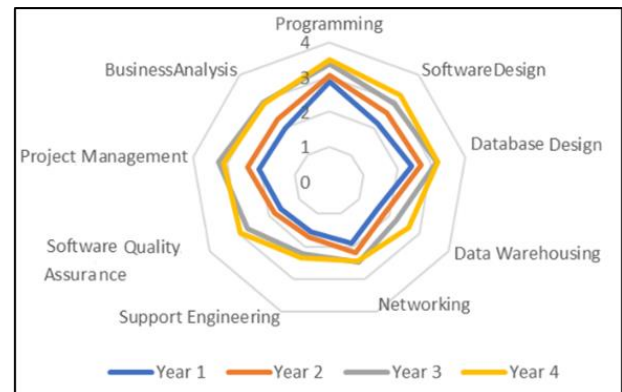 Programming
4
BusinessAnalysis
SoftwareDesign
3
2
Project Management
Database Design
1
0
Software Quality
Assurance
Data Warehousing
Support Engineering
Networking
Year 1 Year 2 Year 3 Year 4